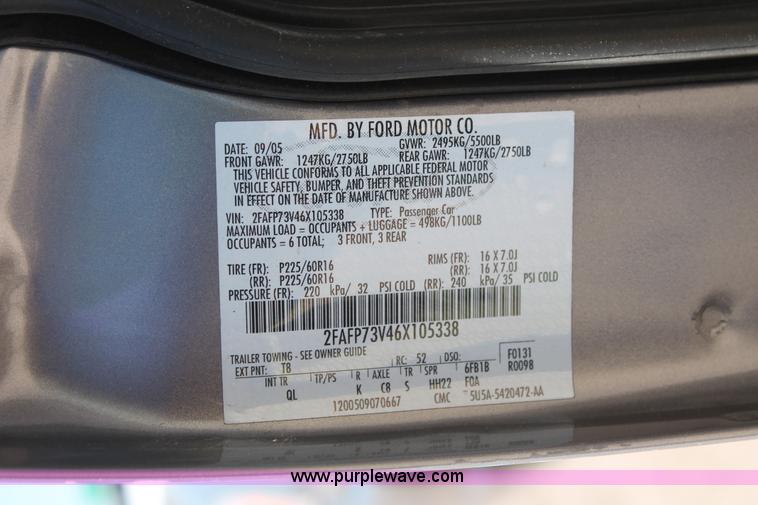 MFD. BY FORD MOTOR CO.
DATE: 09/05 GVWR: 2495KG/5500LB
FRONT GAWR: 1247KG/2750LB REAR GAWR: 1247KG/2750LB
THIS VEHICLE CONFORMS TO ALL APPLICABLE FEDERAL MOTOR
VEHICLE SAFETY, BUMPER, AND THEFT PREVENTION STANDARDS
IN EFFECT ON THE DATE OF MANUFACTURE SHOWN ABOVE.
VIN: 2FAFP73V46X105338 TYPE: Passenger Car
MAXIMUM LOAD = OCCUPANTS + LUGGAGE = 498KG/1100LB
OCCUPANTS = 6 TOTAL; 3 FRONT, 3 REAR
TIRE (FR): P225/60R16 RIMS (FR): 16 X 7.0J
(RR): P225/60R16 (RR): 16 X 7.0J
PRESSURE (FR): 220 kPa/ 32 PSI COLD (RR): 240 kPa/ 35 PSI COLD
2FAFP73V46X105338
TRAILER TOWING - SEE OWNER GUIDE
EXT PNT: T8 RC: 52 DSO: F0131
INT TR TP/PS R AXLE TR SPR 6FB1B R0098
QL K C8 S HH22 FOA
1200509070667 CMC 5U5A-5420472-AA
www.purplewave.com